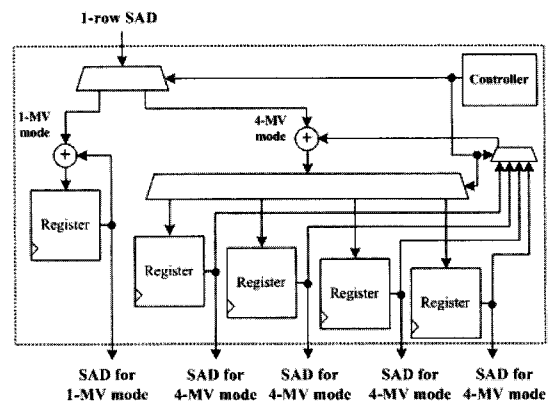 1-row SAD
Controller
1-MV
mode
4-MV
mode
+
+
Register
Register
Register
Register
Register
SAD for
1-MV mode
SAD for
4-MV mode
SAD for
4-MV mode
SAD for
4-MV mode
SAD for
4-MV mode